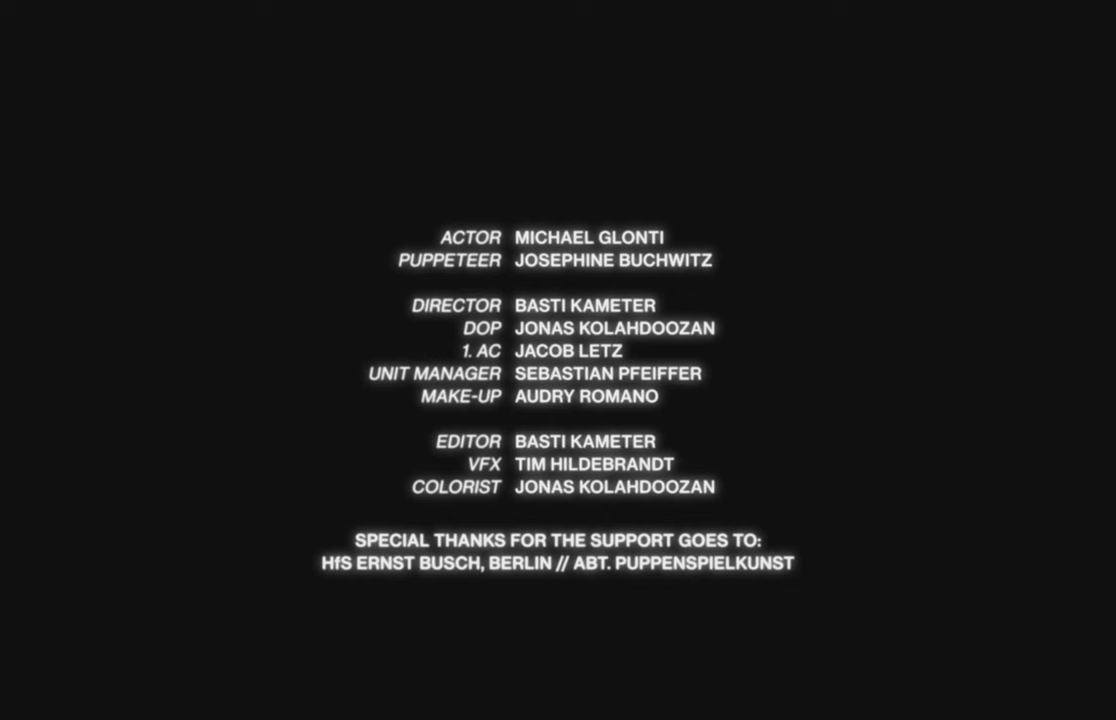 ACTOR MICHAEL GLONTI
PUPPETEER JOSEPHINE BUCHWITZ
DIRECTOR BASTI KAMETER
DOP JONAS KOLAHDOOZAN
1. AC JACOB LETZ
UNIT MANAGER SEBASTIAN PFEIFFER
MAKE-UP AUDRY ROMANO
EDITOR BASTI KAMETER
VFX TIM HILDEBRANDT
COLORIST JONAS KOLAHDOOZAN
SPECIAL THANKS FOR THE SUPPORT GOES TO:
HfS ERNST BUSCH, BERLIN // ABT. PUPPENSPIELKUNST